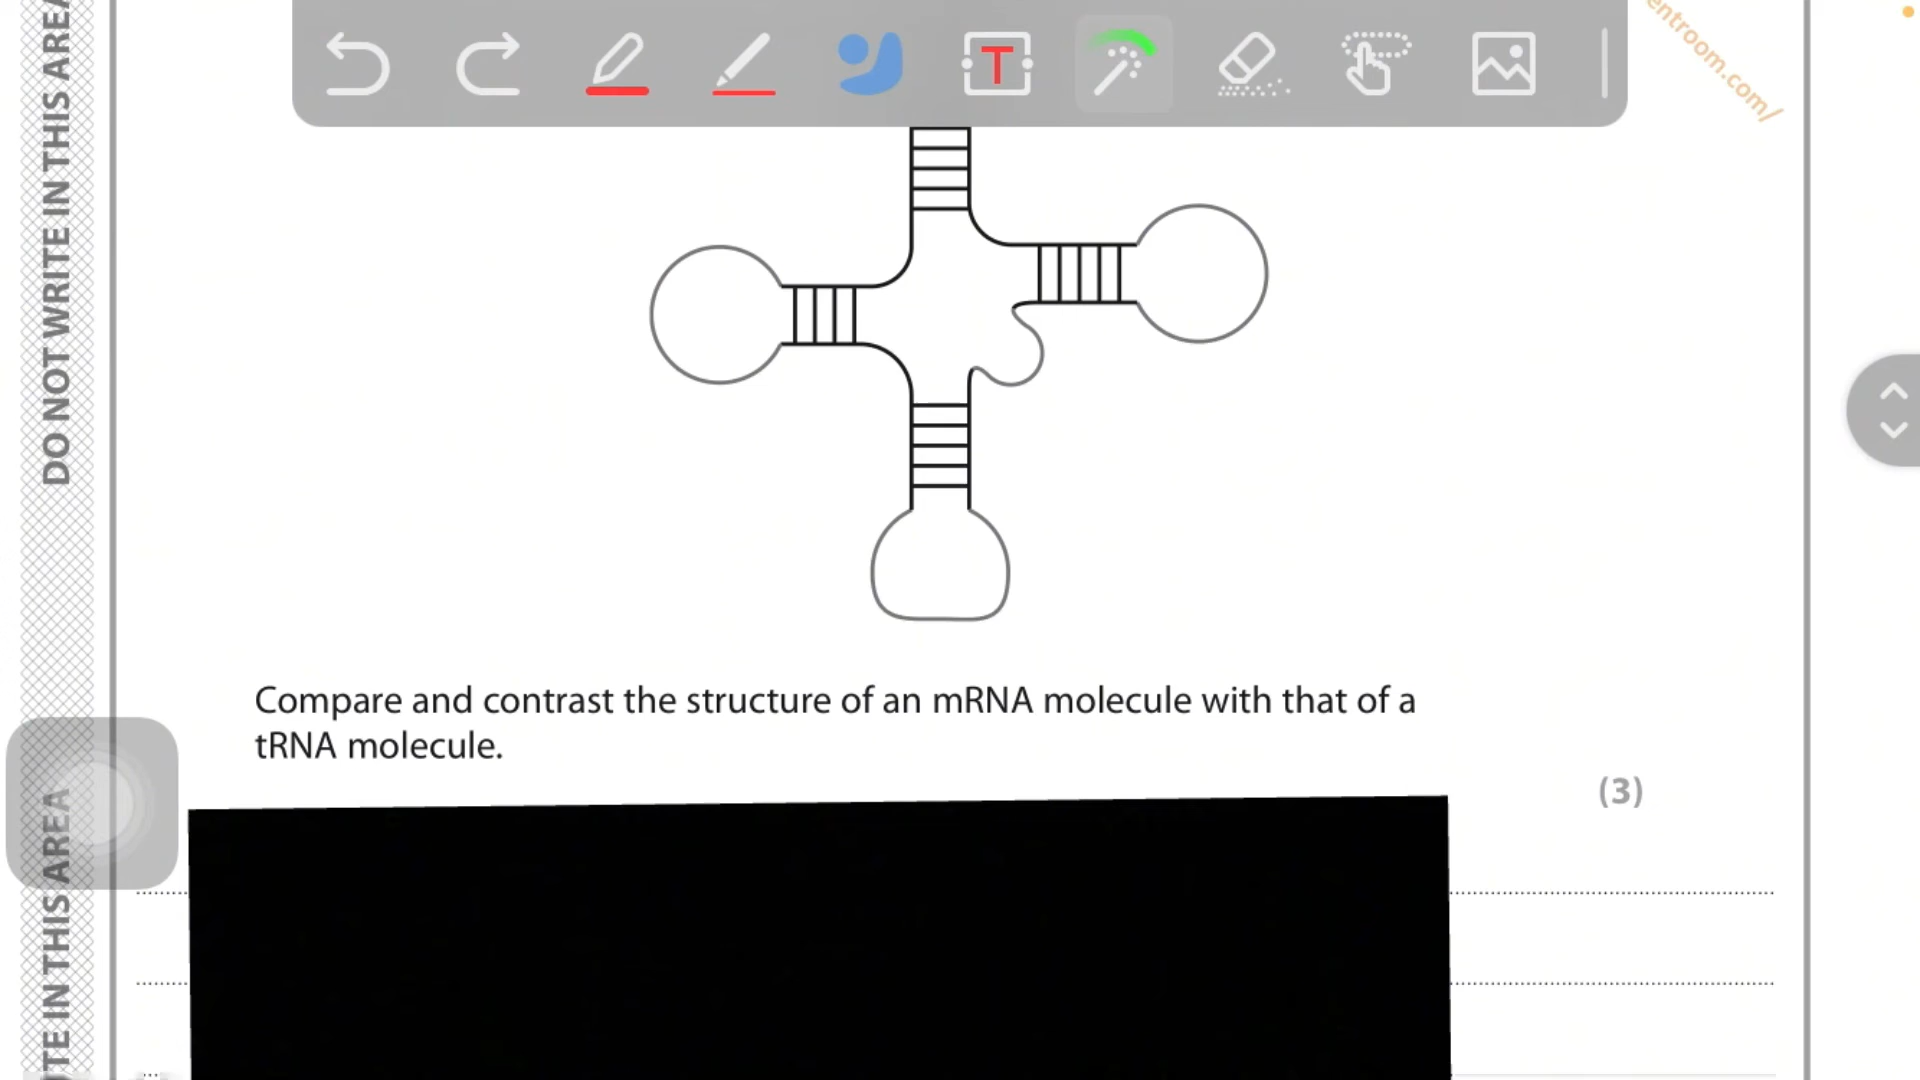 DO NOT WRITE IN THIS AREA
entroom.com/
T
Compare and contrast the structure of an mRNA molecule with that of a
tRNA molecule.
(3)
ITE IN THIS AREA